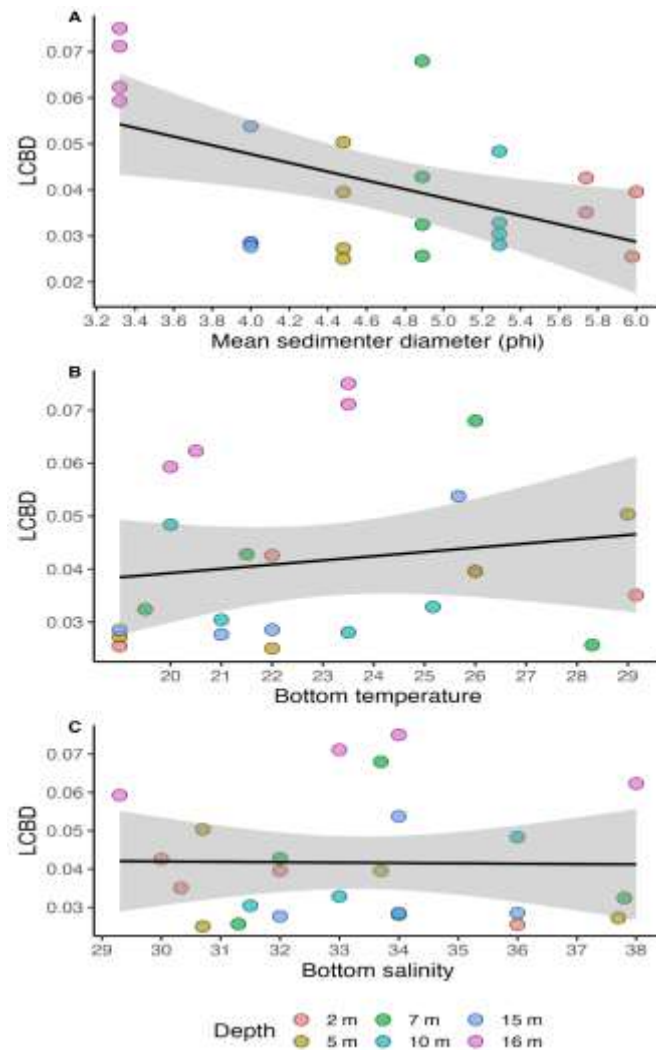 A
0.07
0.06
0.05
0.04
0.03
0.02
LCBD
3.2 3.4 3.6 3.8 4.0 4.2 4.4 4.6 4.8 5.0 5.2 5.4 5.6 5.8 6.0
Mean sedimenter diameter (phi)
B
0.07
0.06
0.05
0.04
0.03
LCBD
20 21 22 23 24 25 26 27 28 29
Bottom temperature
C
0.07
0.06
0.05
0.04
0.03
LCBD
29 30 31 32 33 34 35 36 37 38
Bottom salinity
Depth
2 m 7 m 15 m
5 m 10 m 16 m